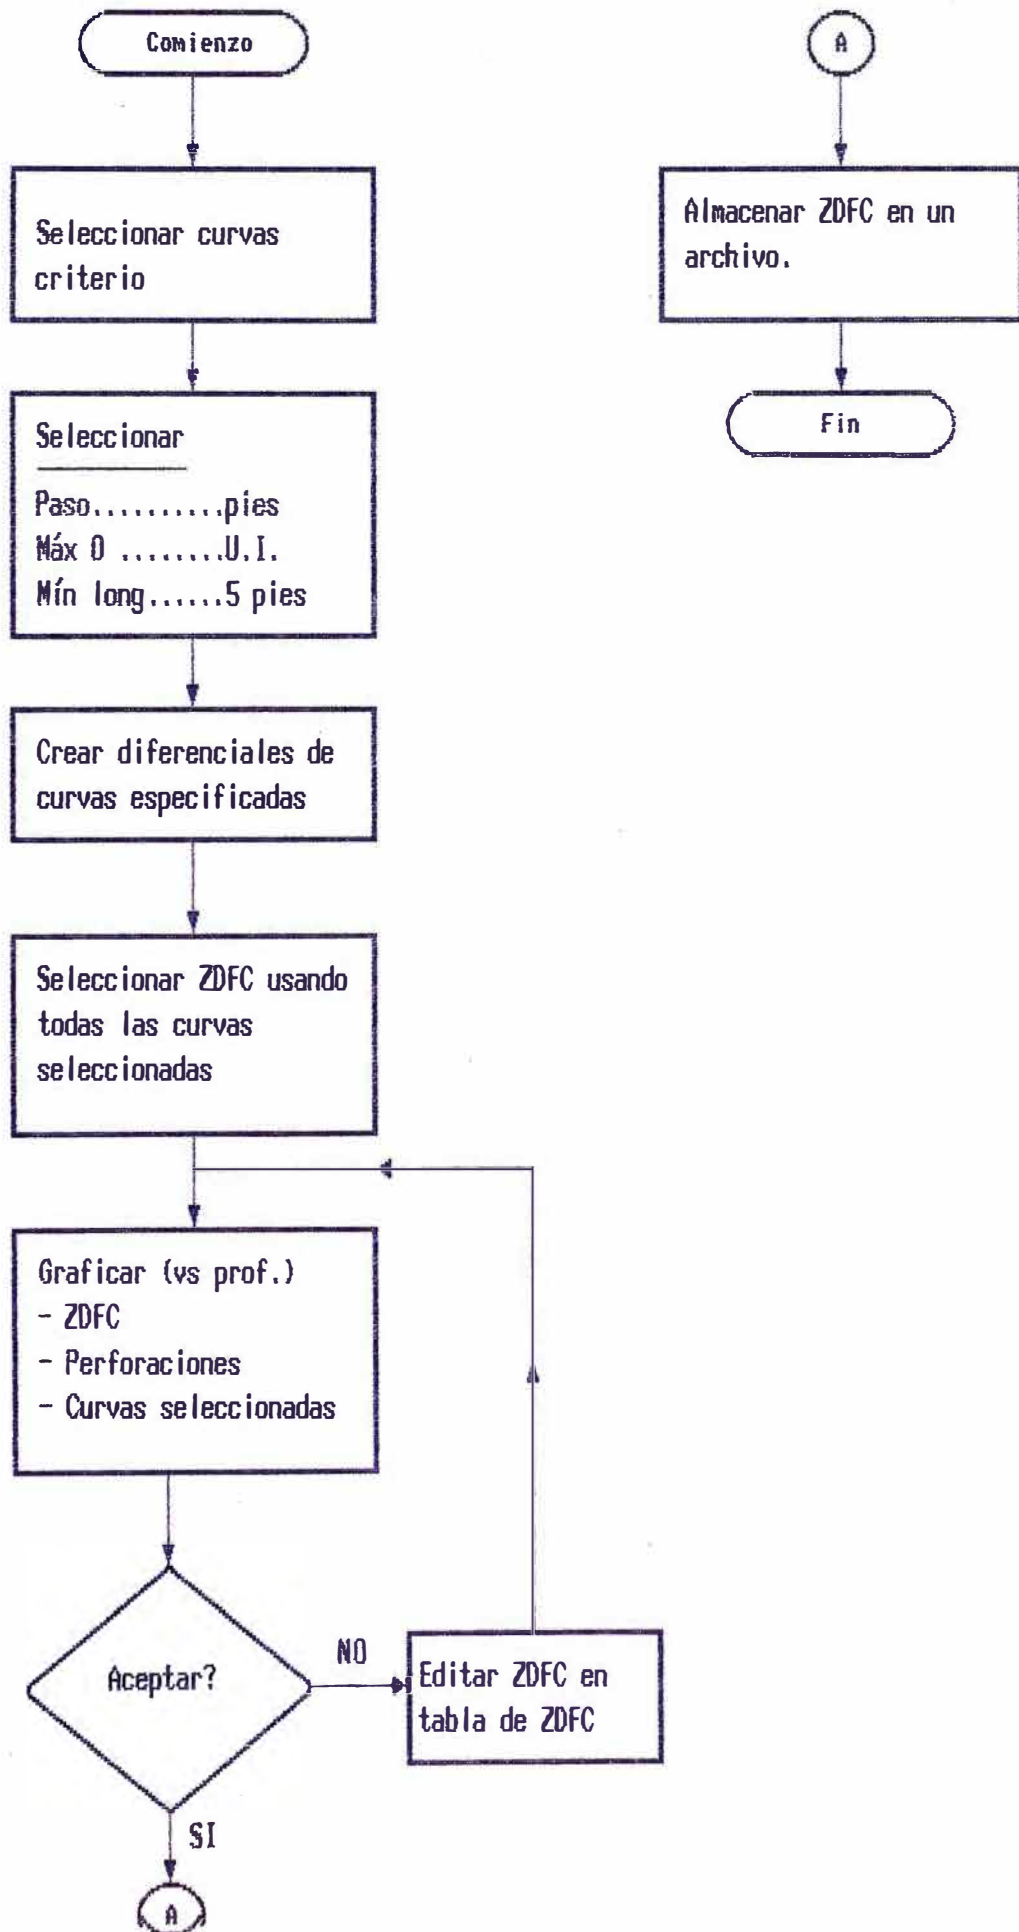 Comienzo
Seleccionar curvas
criterio
Seleccionar
Paso..........pies
Máx 0 ........U.I.
Mín long......5 pies
Crear diferenciales de
curvas especificadas
Seleccionar ZDFC usando
todas las curvas
seleccionadas
Graficar (vs prof.)
- ZDFC
- Perforaciones
- Curvas seleccionadas
Aceptar?
NO
Editar ZDFC en
tabla de ZDFC
SI
A
A
Almacenar ZDFC en un
archivo.
Fin